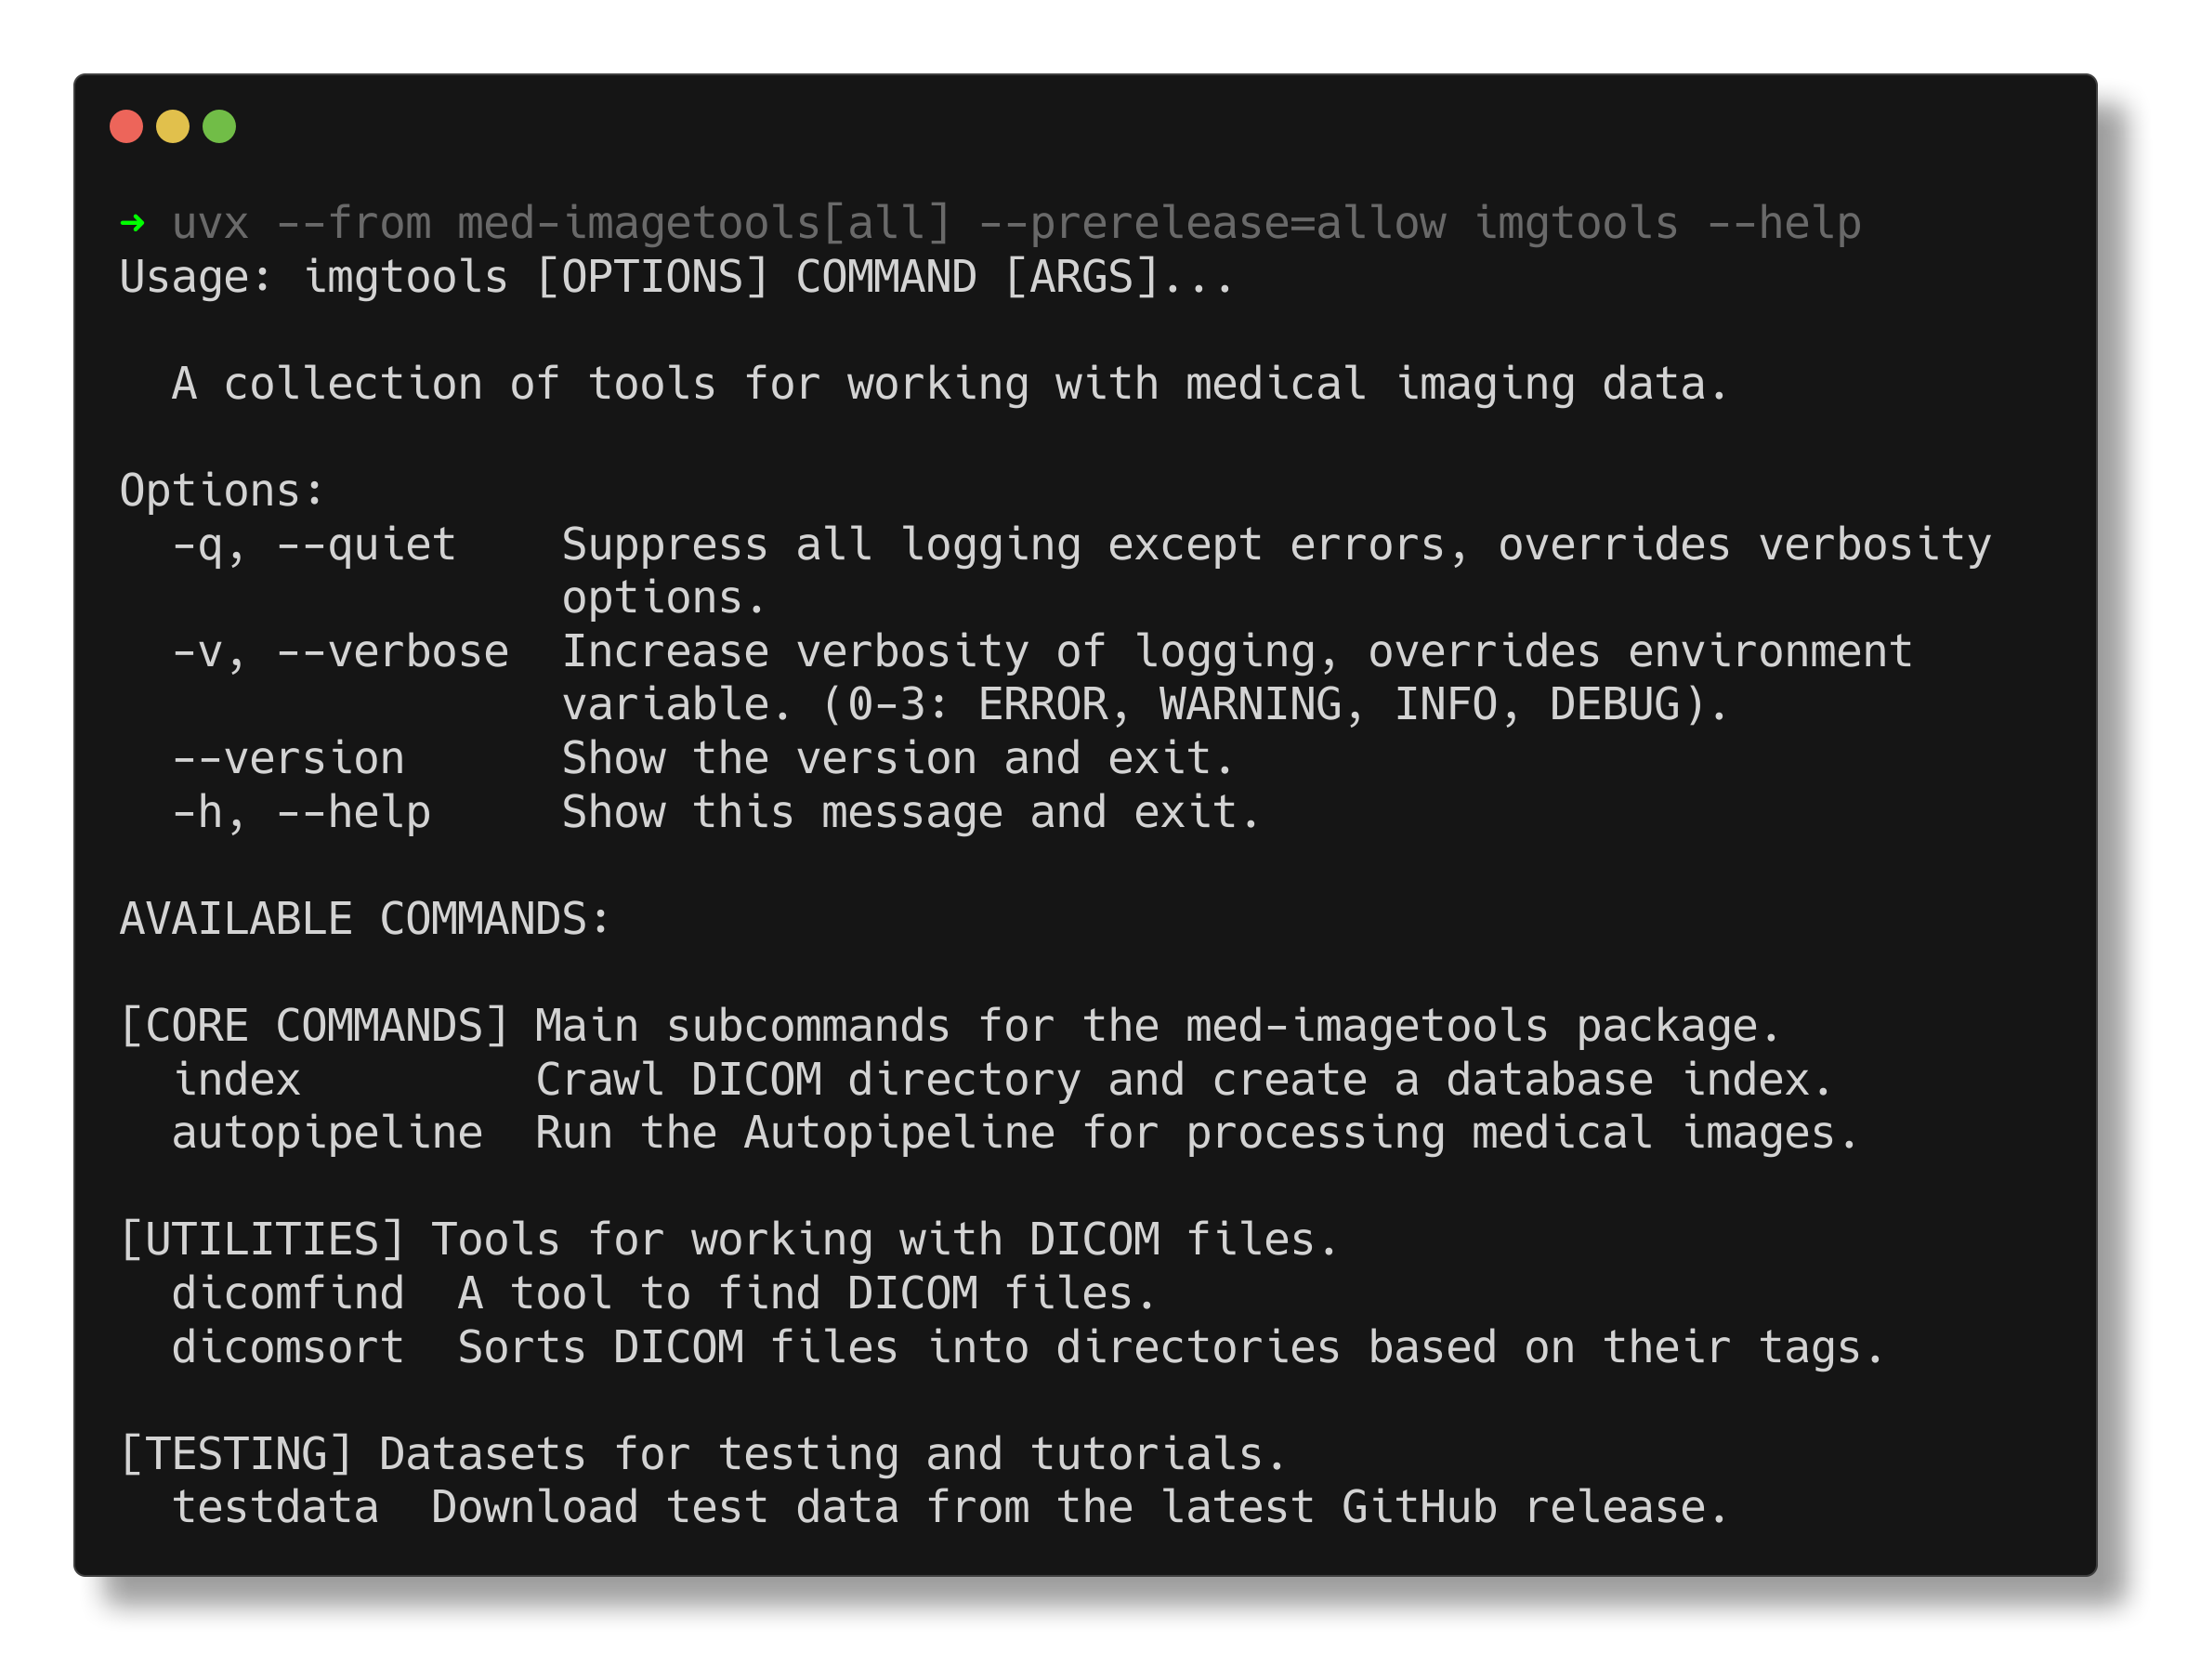 ➜ uvx --from med-imagetools[all] --prerelease=allow imgtools --help
Usage: imgtools [OPTIONS] COMMAND [ARGS]...

  A collection of tools for working with medical imaging data.

Options:
  -q, --quiet    Suppress all logging except errors, overrides verbosity
                 options.
  -v, --verbose  Increase verbosity of logging, overrides environment
                 variable. (0-3: ERROR, WARNING, INFO, DEBUG).
  --version      Show the version and exit.
  -h, --help     Show this message and exit.

AVAILABLE COMMANDS:

[CORE COMMANDS] Main subcommands for the med-imagetools package.
  index         Crawl DICOM directory and create a database index.
  autopipeline  Run the Autopipeline for processing medical images.

[UTILITIES] Tools for working with DICOM files.
  dicomfind  A tool to find DICOM files.
  dicomsort  Sorts DICOM files into directories based on their tags.

[TESTING] Datasets for testing and tutorials.
  testdata  Download test data from the latest GitHub release.